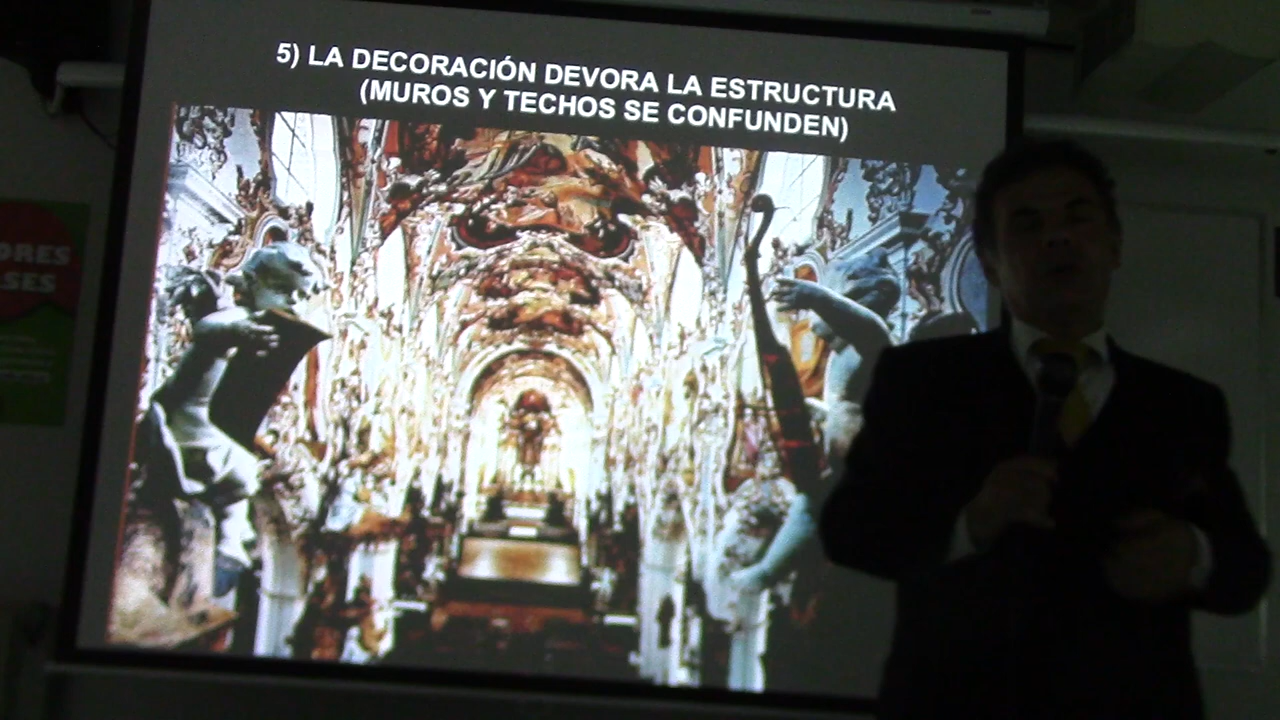 5) LA DECORACIÓN DEVORA LA ESTRUCTURA
(MUROS Y TECHOS SE CONFUNDEN)
ORES
SES